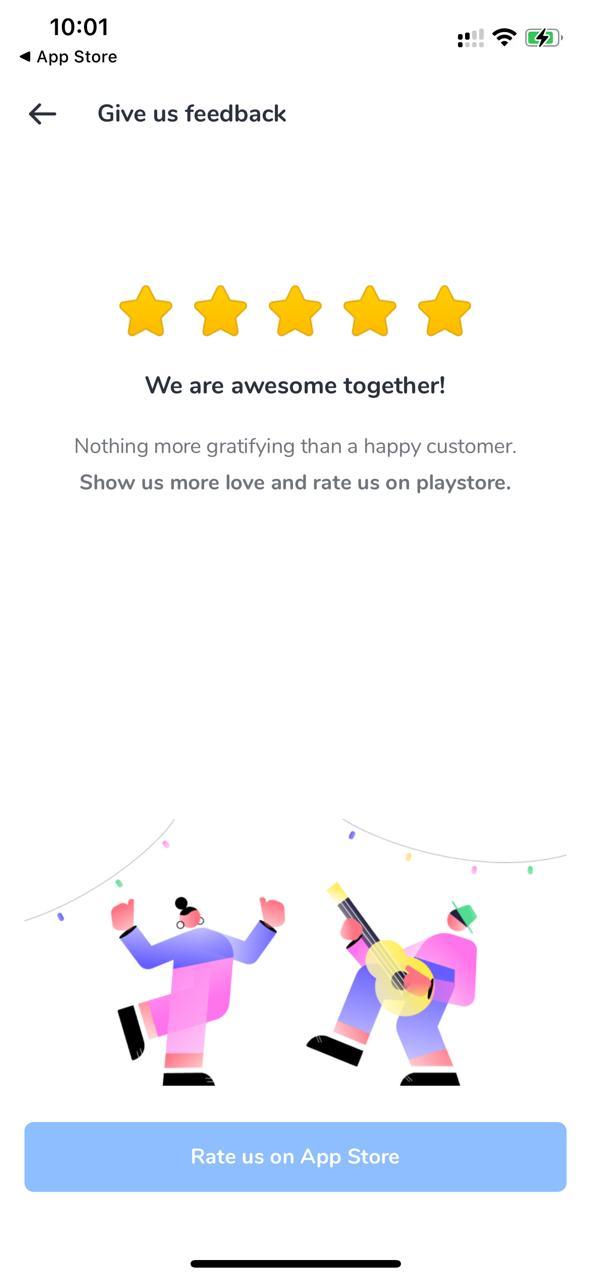 10:01
◀ App Store
Give us feedback
We are awesome together!
Nothing more gratifying than a happy customer.
Show us more love and rate us on playstore.
Rate us on App Store